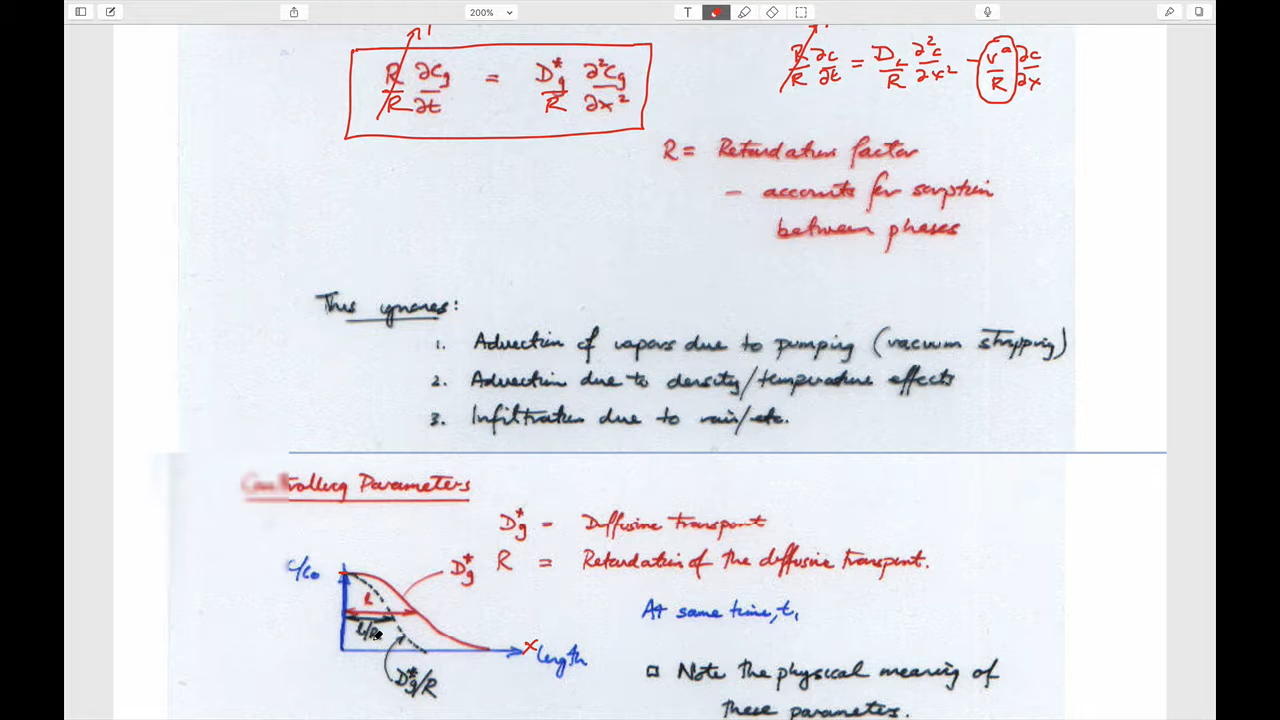 200%
T
1
R/R ∂Cg/∂t = D*g/R ∂²Cg/∂x²
R/R ∂c/∂t = DL/R ∂²c/∂x² - vᵃ/R ∂c/∂x
R = Retardation factor
- accounts for sorption
between phases
This ignores:
1. Advection of vapors due to pumping (vacuum stripping)
2. Advection due to density/temperature effects
3. Infiltration due to rain/etc.
Controlling Parameters
D*g - Diffusive transport
R = Retardation of the diffusive transport.
C/Co
D*g
l
l/R
At same time, t,
x length
D*g/R
Note the physical meaning of
these parameters.